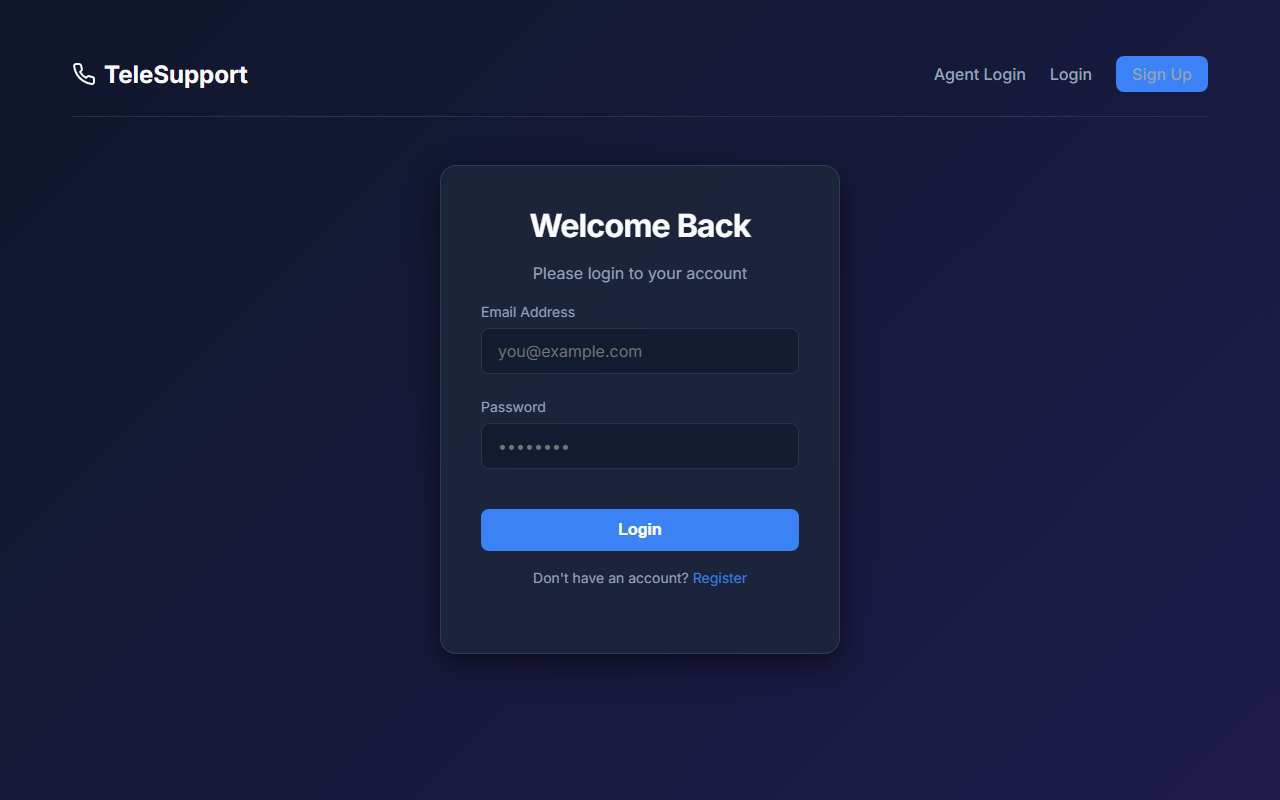 TeleSupport
Agent Login
Login
Sign Up
Welcome Back
Please login to your account
Email Address
you@example.com
Password
••••••••
Login
Don't have an account? Register